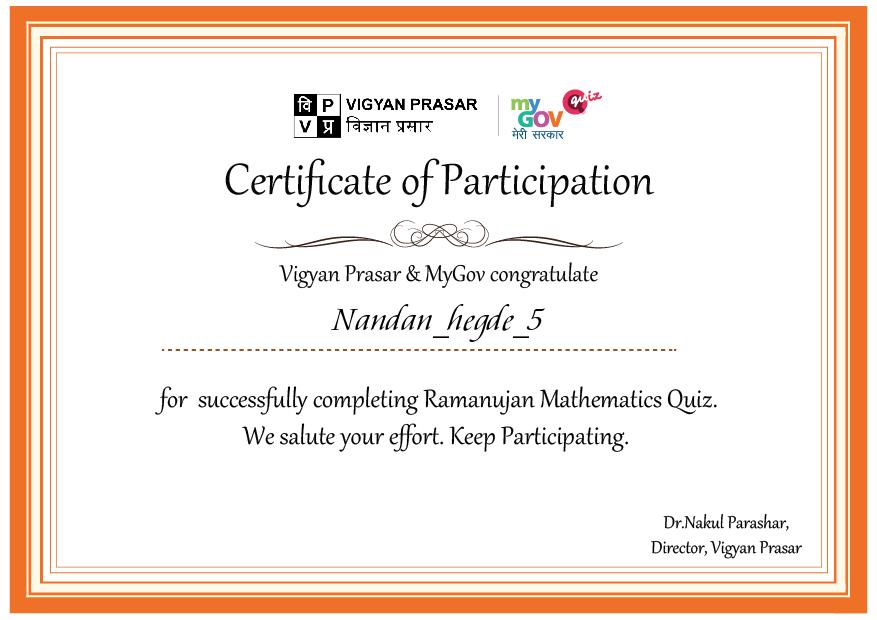 वि P VIGYAN PRASAR
V प्र विज्ञान प्रसार
my quiz
GOV
मेरी सरकार
Certificate of Participation
Vigyan Prasar & MyGov congratulate
Nandan_hegde_5
for successfully completing Ramanujan Mathematics Quiz.
We salute your effort. Keep Participating.
Dr.Nakul Parashar,
Director, Vigyan Prasar